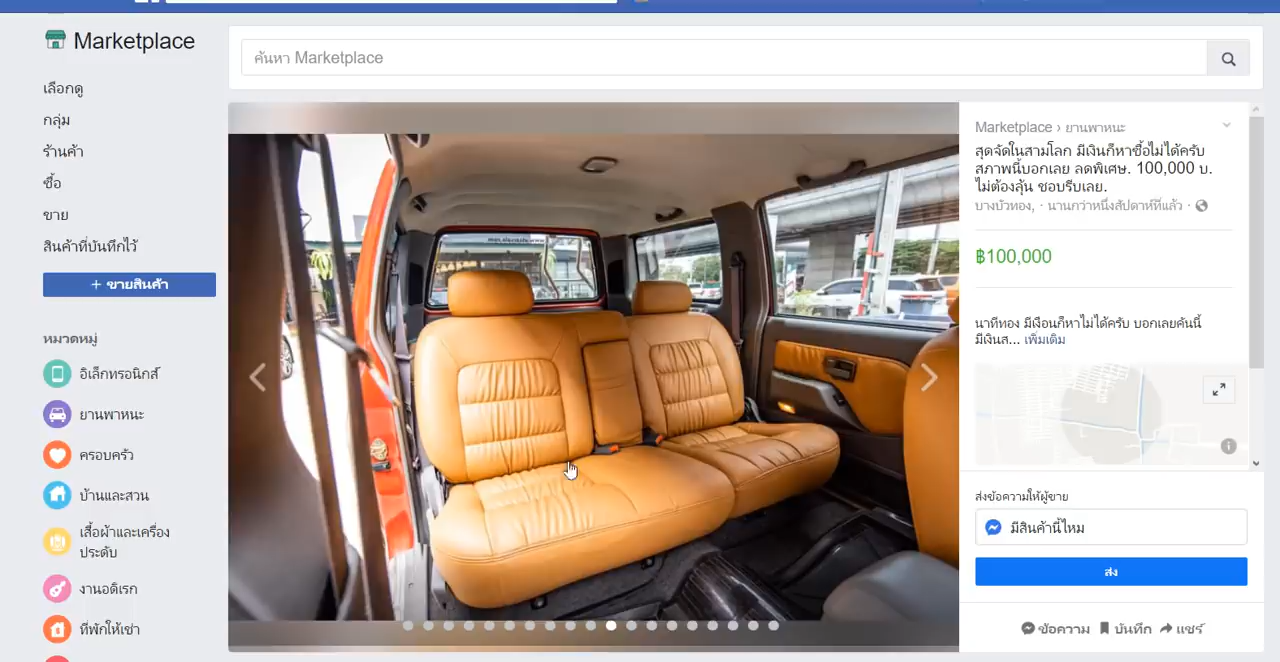 Marketplace
ค้นหา Marketplace
เลือกดู
กลุ่ม
ร้านค้า
ซื้อ
ขาย
สินค้าที่บันทึกไว้
+ ขายสินค้า
หมวดหมู่
อิเล็กทรอนิกส์
ยานพาหนะ
ครอบครัว
บ้านและสวน
เสื้อผ้าและเครื่อง
ประดับ
งานอดิเรก
ที่พักให้เช่า
Marketplace › ยานพาหนะ
สุดจัดในสามโลก มีเงินก็หาซื้อไม่ได้ครับ
สภาพนี้บอกเลย ลดพิเศษ. 100,000 บ.
ไม่ต้องลุ้น ชอบรีบเลย.
บางบัวทอง, · นานกว่าหนึ่งสัปดาห์ที่แล้ว ·
฿100,000
นาทีทอง มีเงือนก็หาไม่ได้ครับ บอกเลยคันนี้
มีเงินส... เพิ่มเติม
ส่งข้อความให้ผู้ขาย
มีสินค้านี้ไหม
ส่ง
ข้อความ บันทึก แชร์